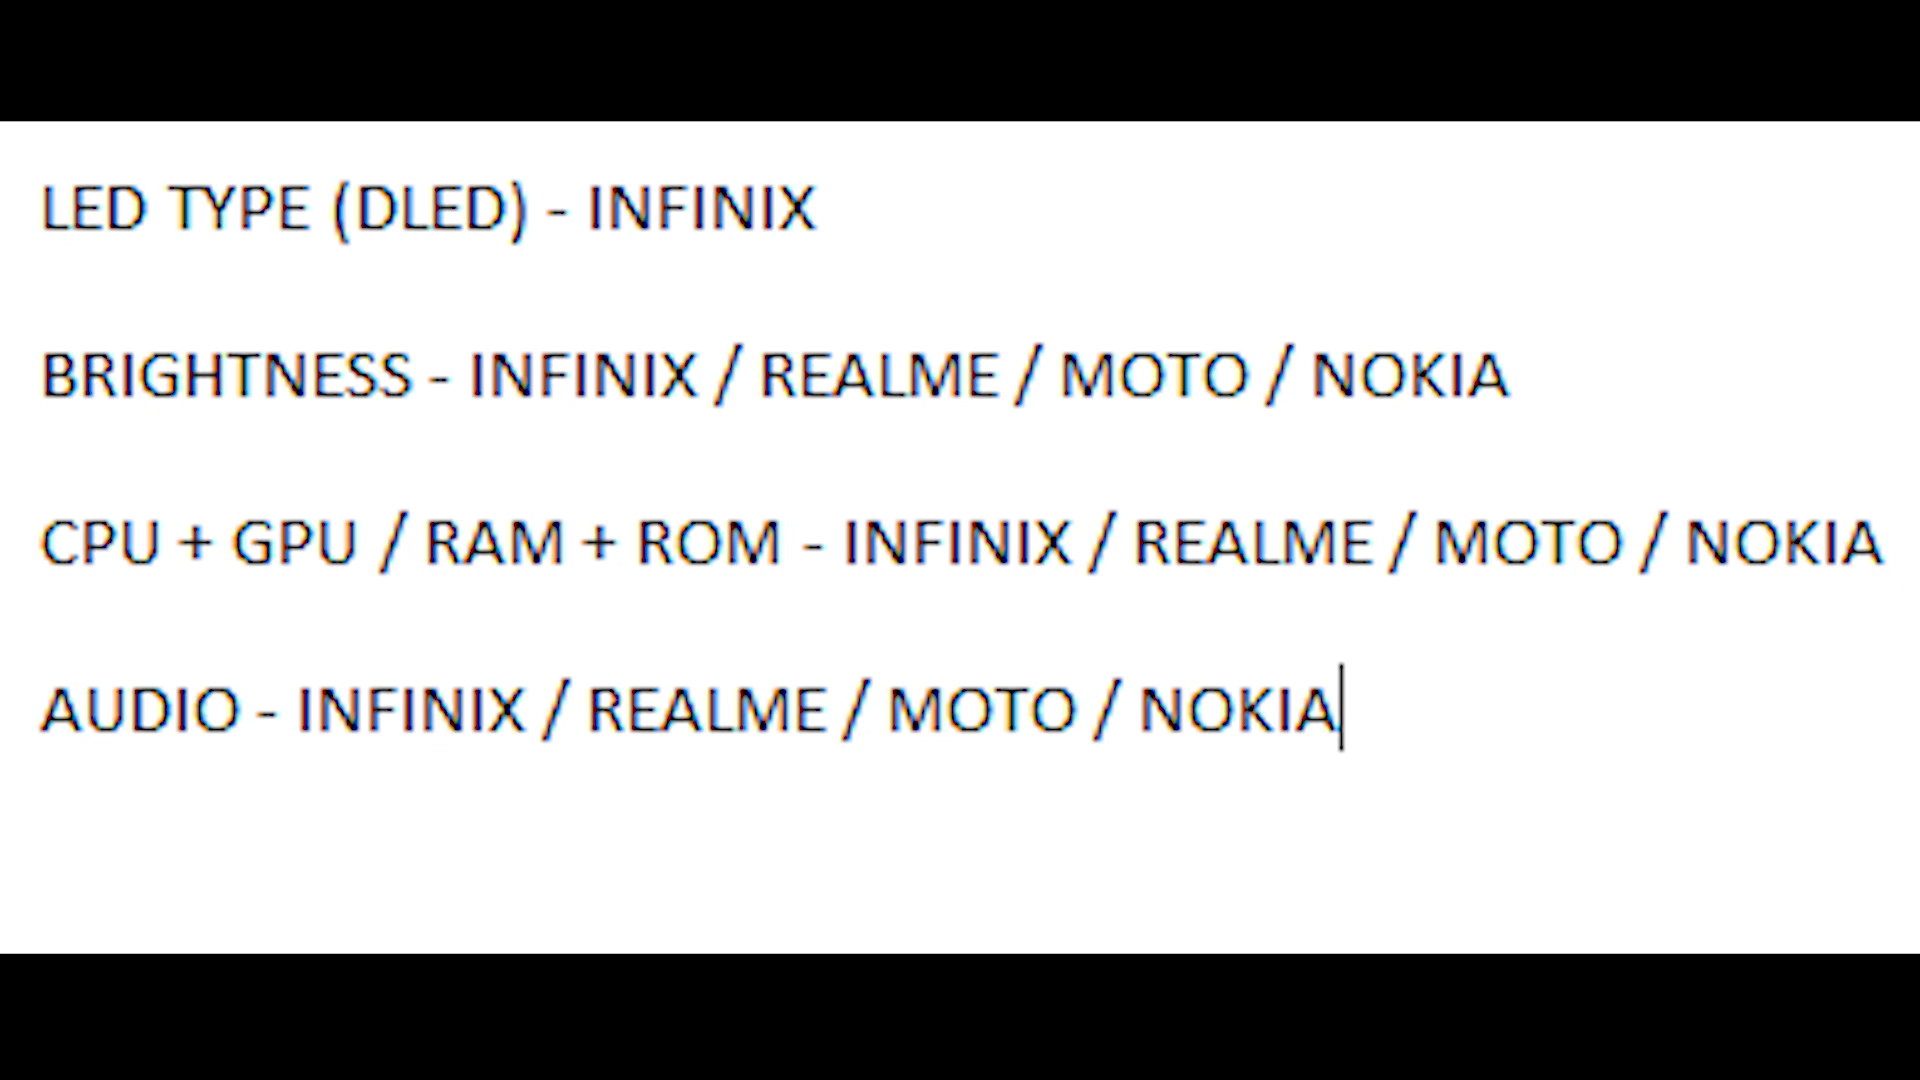 LED TYPE (DLED) - INFINIX
BRIGHTNESS - INFINIX / REALME / MOTO / NOKIA
CPU + GPU / RAM + ROM - INFINIX / REALME / MOTO / NOKIA
AUDIO - INFINIX / REALME / MOTO / NOKIA